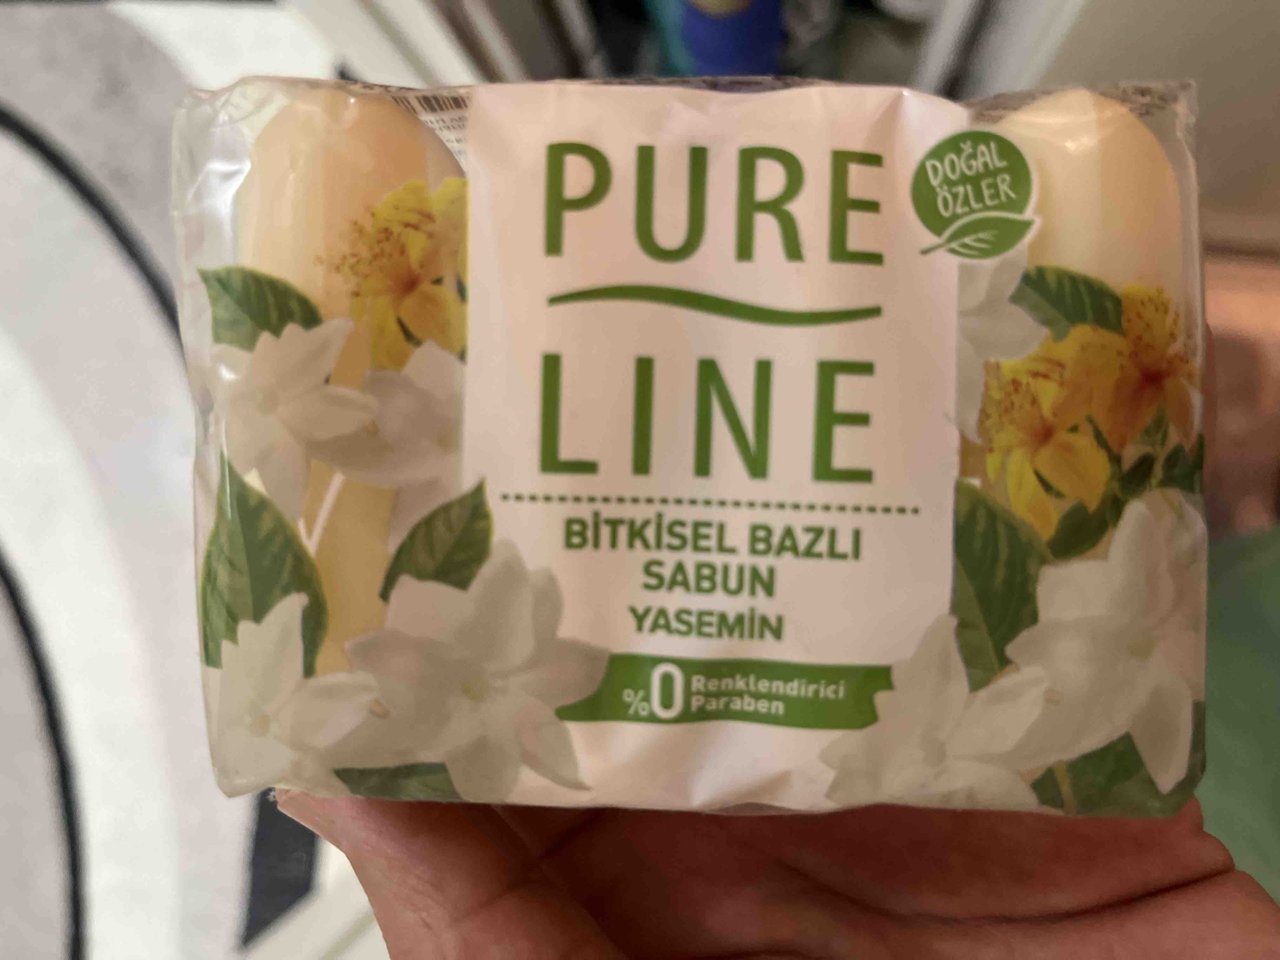 PURE
LINE
DOĞAL
ÖZLER
BİTKİSEL BAZLI
SABUN
YASEMİN
%0 Renklendirici
Paraben